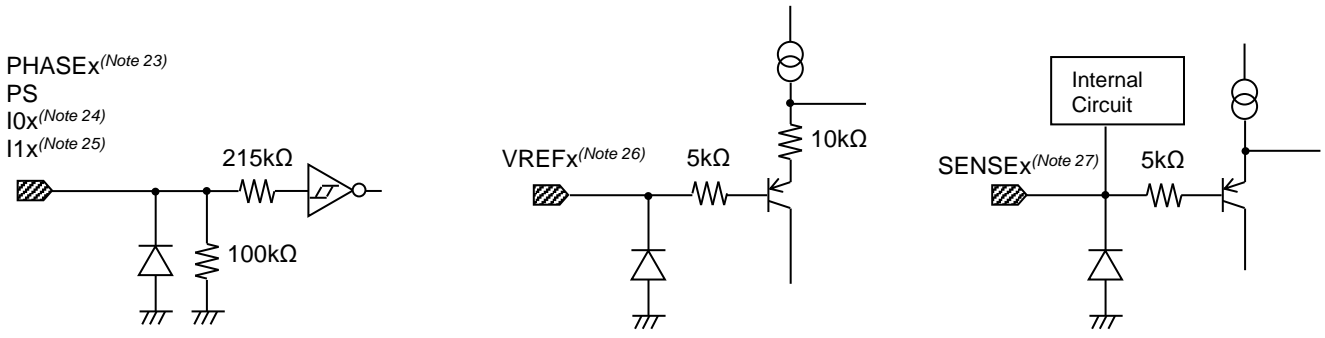 PHASEx(Note 23)
PS
I0x(Note 24)
I1x(Note 25)
215kΩ
100kΩ
VREFx(Note 26)
5kΩ
10kΩ
Internal
Circuit
SENSEx(Note 27)
5kΩ